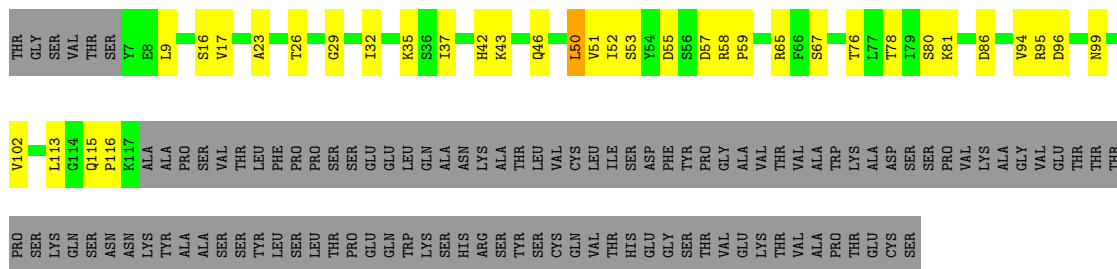 THR GLY SER VAL THR SER Y7 E8 L9 S16 V17 A23 T26 G29 I32 K35 S36 I37 H42 K43 Q46 L50 V51 I52 S53 Y54 D55 S56 D57 R58 P59 R65 F66 S67 T76 L77 T78 I79 S80 K81 D86 V94 R95 D96 N99
V102 L113 G114 Q115 P116 K117 ALA ALA PRO SER VAL THR LEU PHE PRO PRO SER SER GLU GLU LEU GLN ALA ASN LYS ALA THR LEU VAL CYS LEU ILE SER ASP PHE TYR PRO GLY ALA VAL THR VAL ALA TRP LYS ALA ASP SER SER PRO VAL LYS ALA GLY VAL GLU THR THR THR
PRO SER LYS GLN SER ASN ASN LYS TYR ALA ALA SER SER TYR LEU SER LEU THR PRO GLU GLN TRP LYS SER HIS ARG SER TYR SER CYS GLN VAL THR HIS GLU GLY SER THR VAL GLU LYS THR VAL ALA PRO THR GLU CYS SER